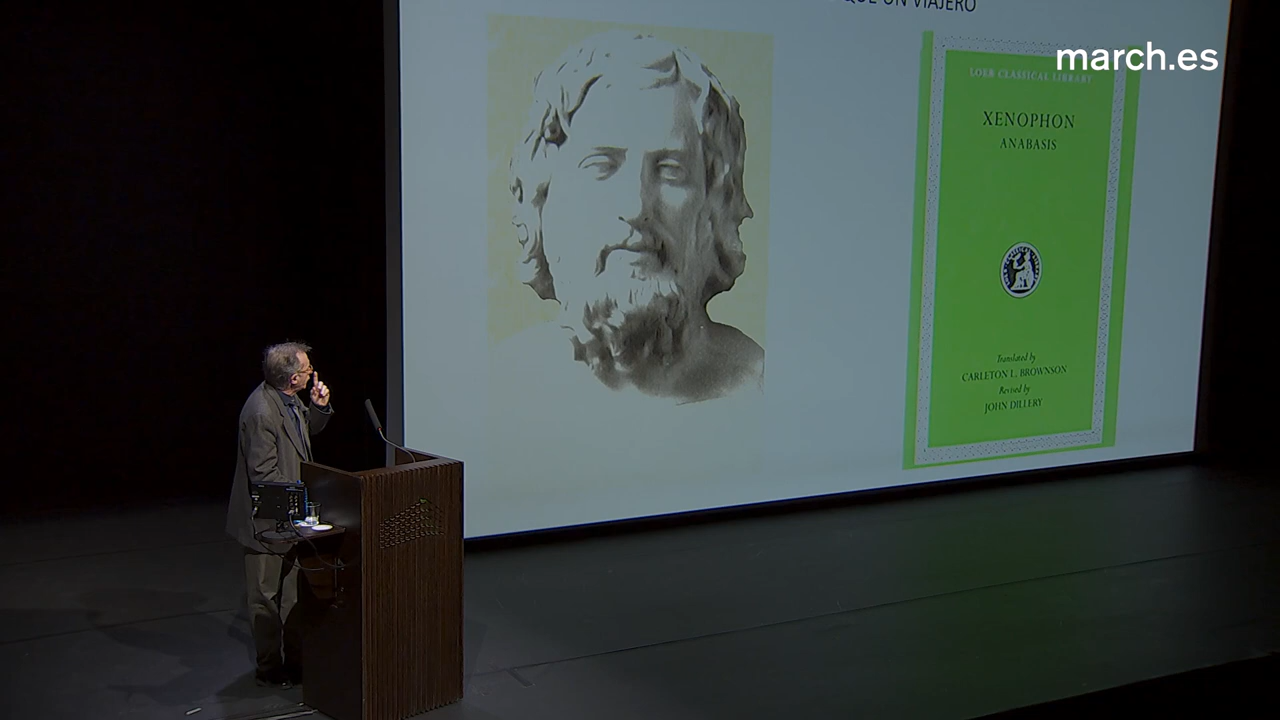 QUE UN VIAJERO
march.es
LOEB CLASSICAL LIBRARY
XENOPHON
ANABASIS
Translated by
CARLETON L. BROWNSON
Revised by
JOHN DILLERY